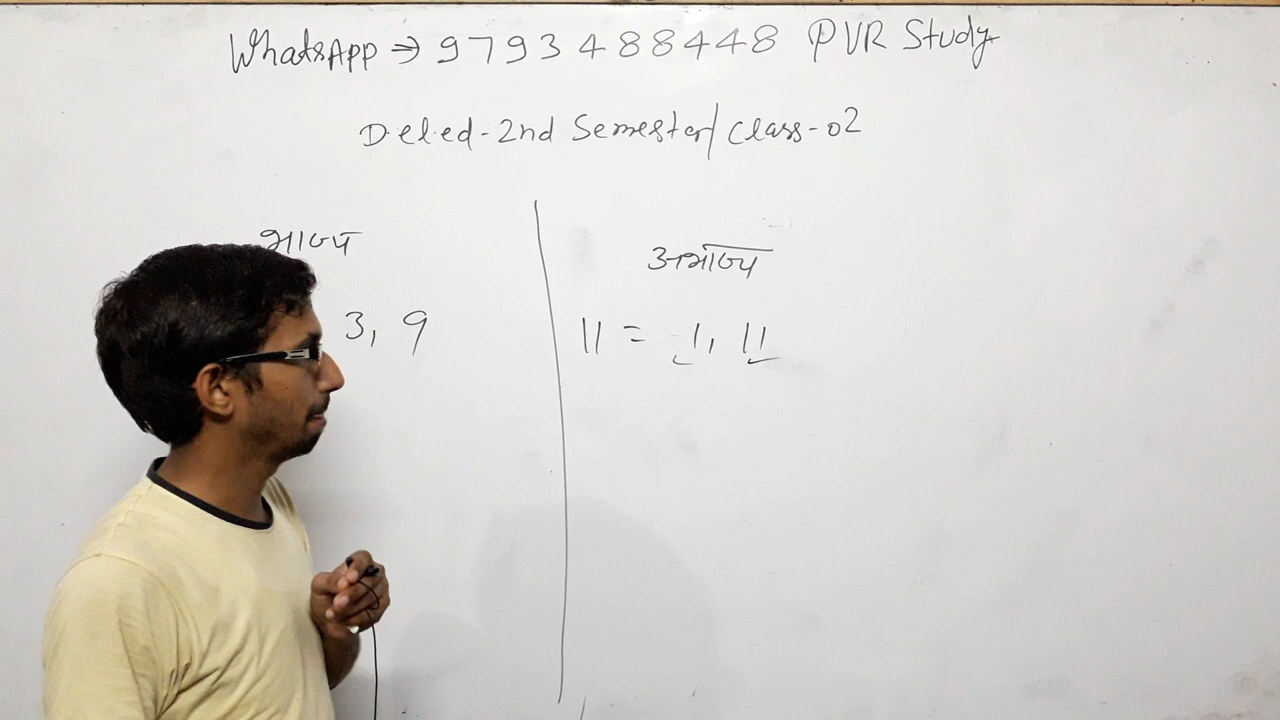 WhatsApp ⇒ 9793488448 PVR Study
D.el.ed-2nd Semester/Class-02
भाज्य
अभाज्य
3, 9
11 = 1, 11